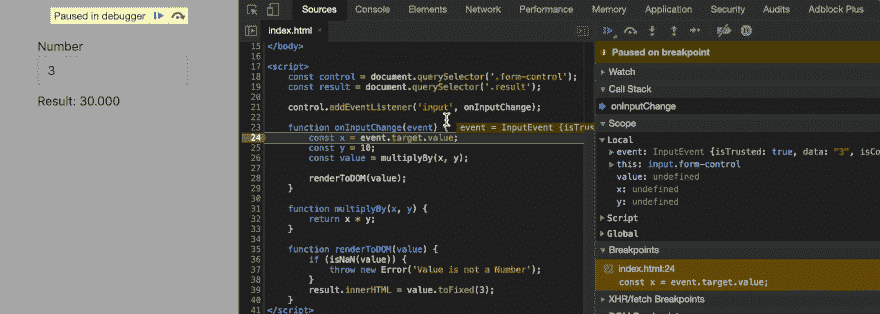 Paused in debugger
Number
3
Result: 30.000
Sources Console Elements Network Performance Memory Application Security Audits Adblock Plus
index.html
15 </body>
16
17 <script>
18 const control = document.querySelector('.form-control');
19 const result = document.querySelector('.result');
20
21 control.addEventListener('input', onInputChange);
22
23 function onInputChange(event) { event = InputEvent {isTrus
24 const x = event.target.value;
25 const y = 10;
26 const value = multiplyBy(x, y);
27
28 renderToDOM(value);
29 }
30
31 function multiplyBy(x, y) {
32 return x * y;
33 }
34
35 function renderToDOM(value) {
36 if (isNaN(value)) {
37 throw new Error('Value is not a Number');
38 }
39 result.innerHTML = value.toFixed(3);
40 }
41 </script>
Paused on breakpoint
Watch
Call Stack
onInputChange
Scope
Local
event: InputEvent {isTrusted: true, data: "3", isCo
this: input.form-control
value: undefined
x: undefined
y: undefined
Script
Global
Breakpoints
index.html:24
const x = event.target.value;
XHR/fetch Breakpoints